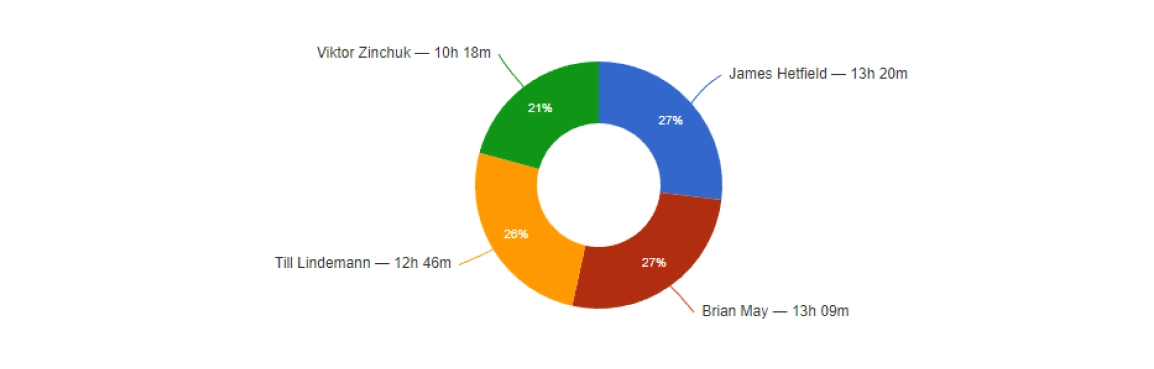 Viktor Zinchuk — 10h 18m
James Hetfield — 13h 20m
21%
27%
26%
27%
Till Lindemann — 12h 46m
Brian May — 13h 09m